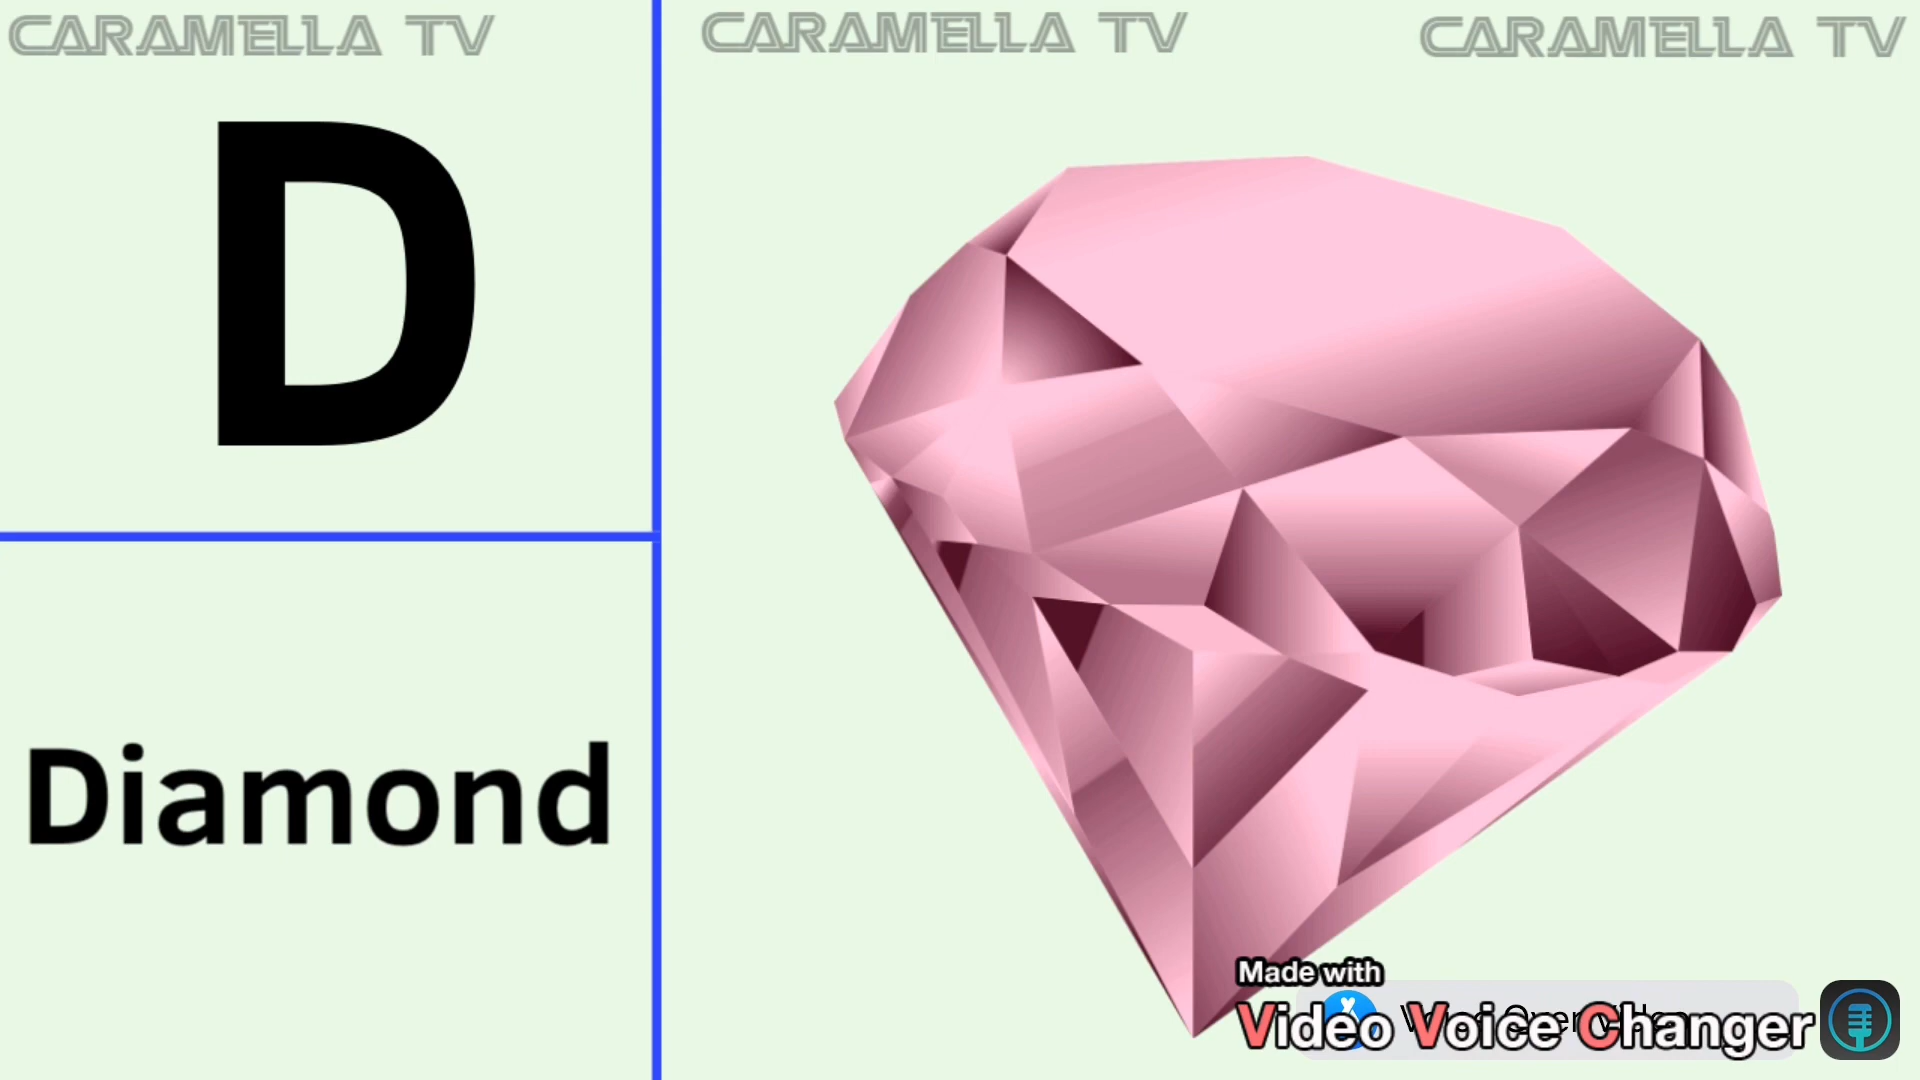 CARAMELLA TV
CARAMELLA TV
CARAMELLA TV
D
Diamond
Made with
Video Voice Changer